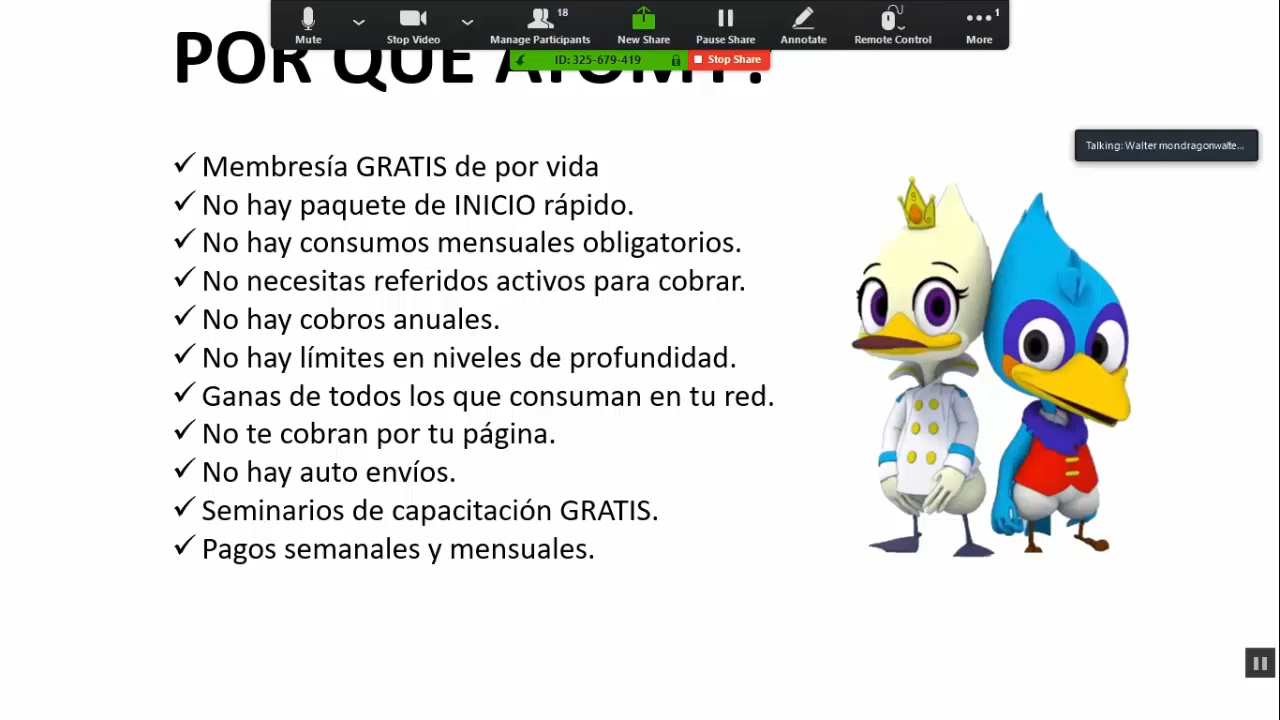 18
1
Mute
Stop Video
Manage Participants
New Share
Pause Share
Annotate
Remote Control
More
ID: 325-679-419
Stop Share
POR QUE ATOMY?
Talking: Walter mondragonwalte...
✓ Membresía GRATIS de por vida
✓ No hay paquete de INICIO rápido.
✓ No hay consumos mensuales obligatorios.
✓ No necesitas referidos activos para cobrar.
✓ No hay cobros anuales.
✓ No hay límites en niveles de profundidad.
✓ Ganas de todos los que consuman en tu red.
✓ No te cobran por tu página.
✓ No hay auto envíos.
✓ Seminarios de capacitación GRATIS.
✓ Pagos semanales y mensuales.